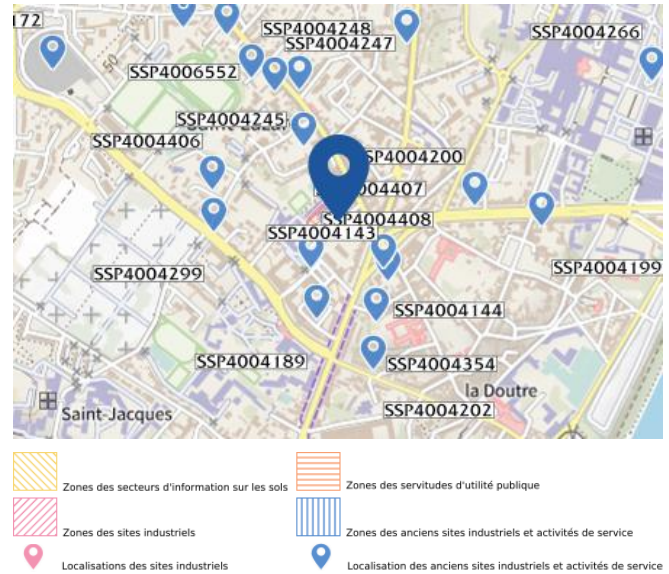 172
SSP4004248
SSP4004247
SSP4004266
50
SSP4006552
SSP4004245
SSP4004406
SSP4004200
SSP4004407
SSP4004408
SSP4004143
SSP4004299
SSP4004199
SSP4004144
SSP4004189
SSP4004354
la Doutre
SSP4004202
Saint-Jacques
Zones des secteurs d'information sur les sols
Zones des servitudes d'utilité publique
Zones des sites industriels
Zones des anciens sites industriels et activités de service
Localisations des sites industriels
Localisation des anciens sites industriels et activités de service